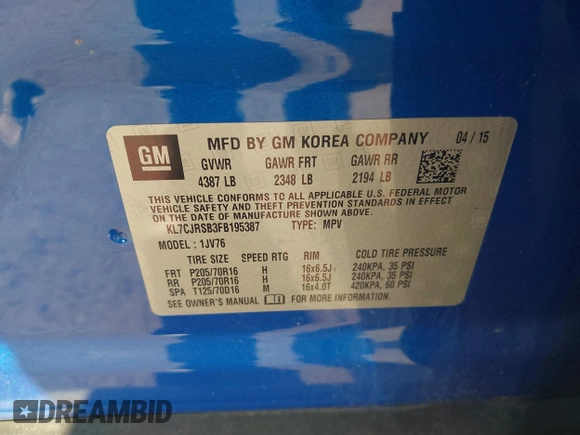 GM
MFD BY GM KOREA COMPANY 04 / 15
GVWR GAWR FRT GAWR RR
4387 LB 2348 LB 2194 LB
THIS VEHICLE CONFORMS TO ALL APPLICABLE U.S. FEDERAL MOTOR
VEHICLE SAFETY AND THEFT PREVENTION STANDARDS IN EFFECT ON
THE DATE OF MANUFACTURE SHOWN ABOVE.
KL7CJRSB3FB195387 TYPE: MPV
MODEL: 1JV76
TIRE SIZE SPEED RTG RIM COLD TIRE PRESSURE
FRT P205/70R16 H 16x6.5J 240KPA, 35 PSI
RR P205/70R16 H 16x6.5J 240KPA, 35 PSI
SPA T125/70D16 M 16x4.0T 420KPA, 60 PSI
SEE OWNER'S MANUAL FOR MORE INFORMATION.
DREAMBID